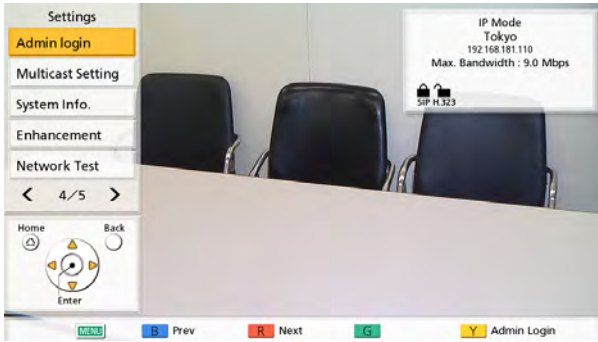 Settings
Admin login
Multicast Setting
System Info.
Enhancement
Network Test
4/5
Home
Back
Enter
IP Mode
Tokyo
192.168.181.110
Max. Bandwidth : 9.0 Mbps
SIP H.323
MENU
B Prev
R Next
G
Y Admin Login